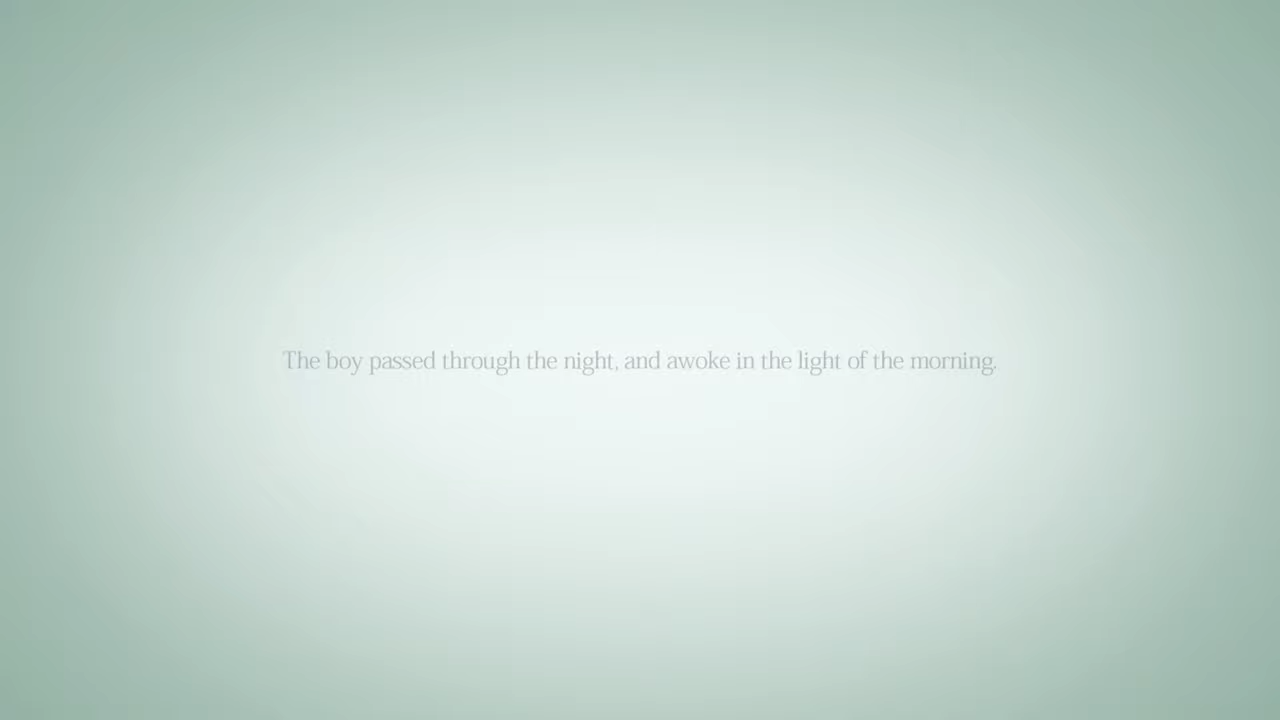 The boy passed through the night, and awoke in the light of the morning.